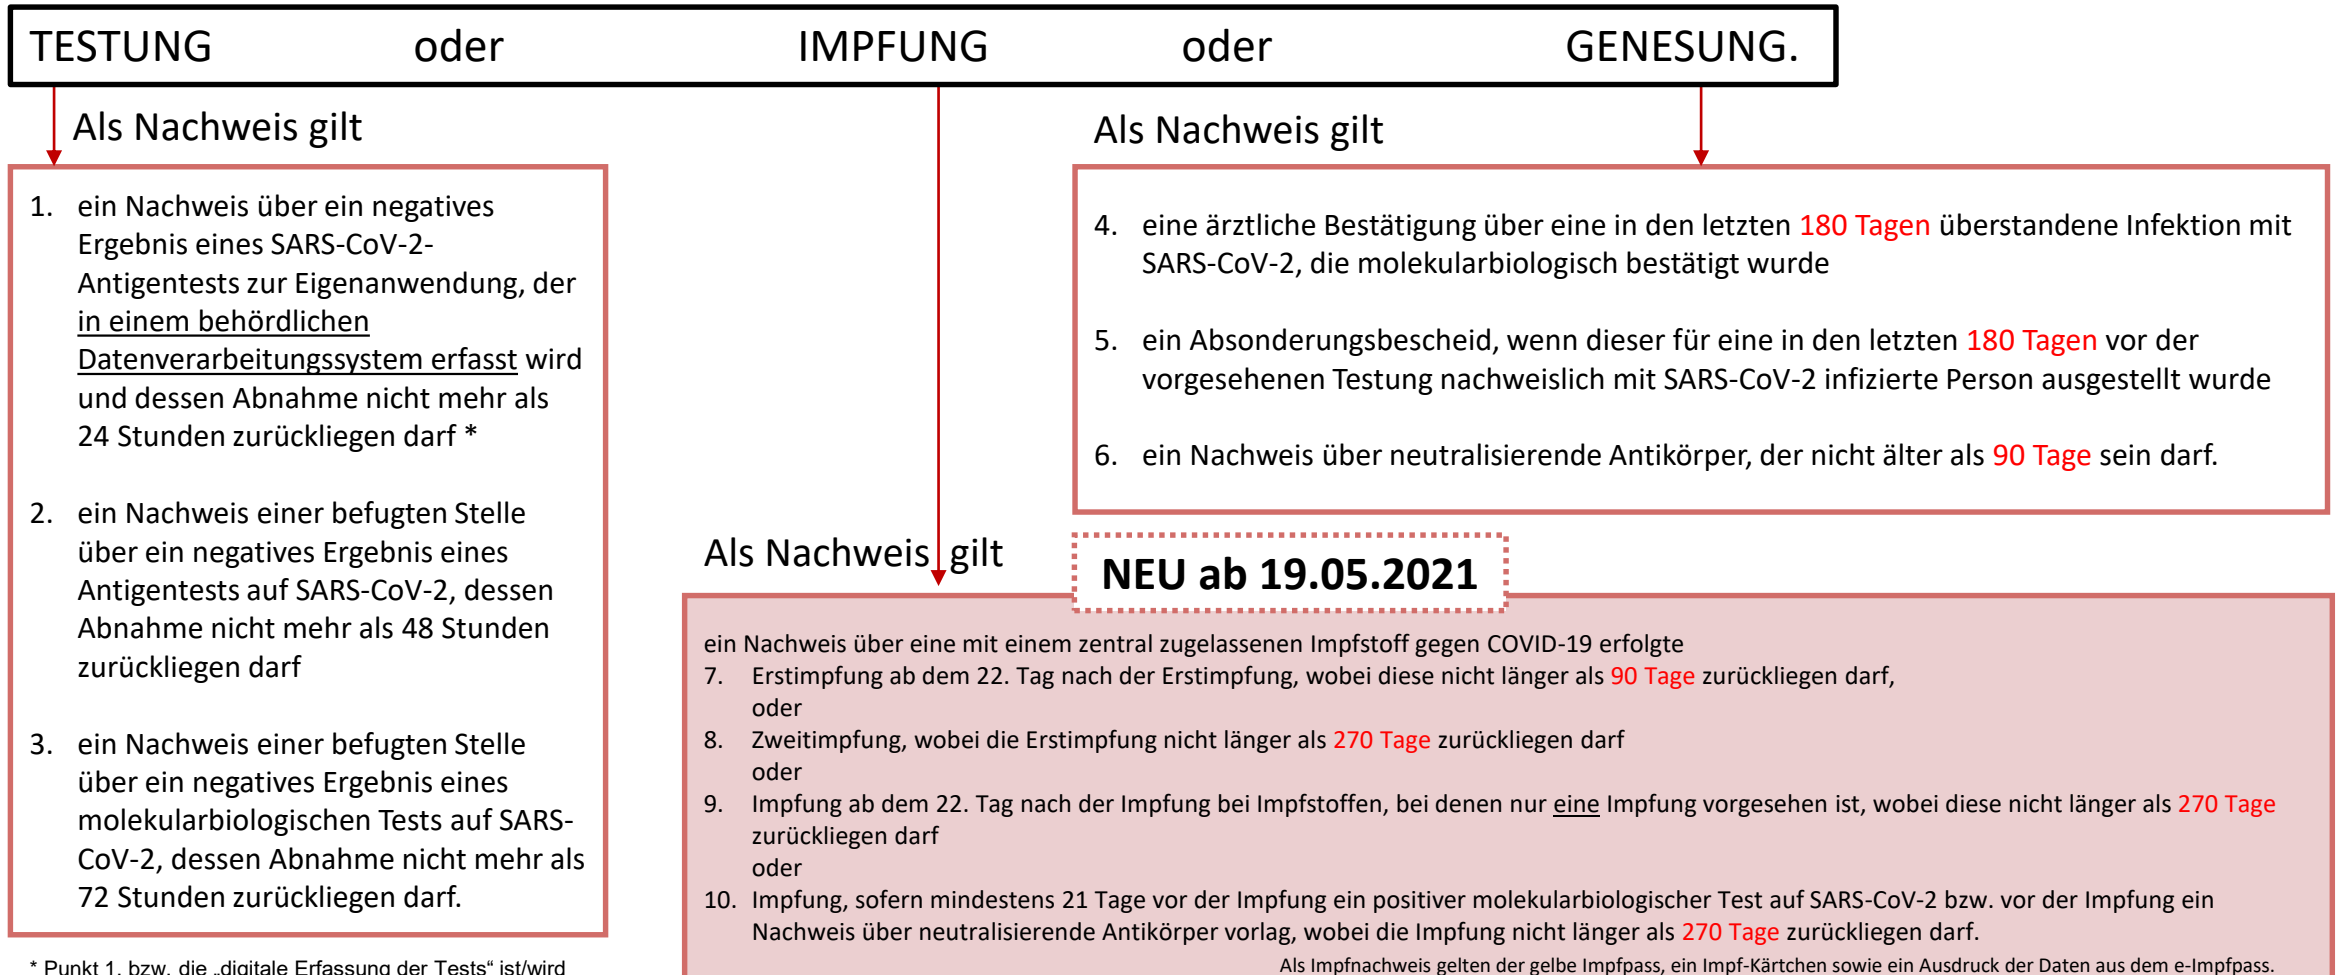 TESTUNG oder IMPFUNG oder GENESUNG.
Als Nachweis gilt
1. ein Nachweis über ein negatives
Ergebnis eines SARS-CoV-2-
Antigentests zur Eigenanwendung, der
in einem behördlichen
Datenverarbeitungssystem erfasst wird
und dessen Abnahme nicht mehr als
24 Stunden zurückliegen darf *
2. ein Nachweis einer befugten Stelle
über ein negatives Ergebnis eines
Antigentests auf SARS-CoV-2, dessen
Abnahme nicht mehr als 48 Stunden
zurückliegen darf
3. ein Nachweis einer befugten Stelle
über ein negatives Ergebnis eines
molekularbiologischen Tests auf SARS-
CoV-2, dessen Abnahme nicht mehr als
72 Stunden zurückliegen darf.
* Punkt 1. bzw. die „digitale Erfassung der Tests“ ist/wird
Als Nachweis gilt
4. eine ärztliche Bestätigung über eine in den letzten 180 Tagen überstandene Infektion mit
SARS-CoV-2, die molekularbiologisch bestätigt wurde
5. ein Absonderungsbescheid, wenn dieser für eine in den letzten 180 Tagen vor der
vorgesehenen Testung nachweislich mit SARS-CoV-2 infizierte Person ausgestellt wurde
6. ein Nachweis über neutralisierende Antikörper, der nicht älter als 90 Tage sein darf.
Als Nachweis gilt
NEU ab 19.05.2021
ein Nachweis über eine mit einem zentral zugelassenen Impfstoff gegen COVID-19 erfolgte
7. Erstimpfung ab dem 22. Tag nach der Erstimpfung, wobei diese nicht länger als 90 Tage zurückliegen darf,
oder
8. Zweitimpfung, wobei die Erstimpfung nicht länger als 270 Tage zurückliegen darf
oder
9. Impfung ab dem 22. Tag nach der Impfung bei Impfstoffen, bei denen nur eine Impfung vorgesehen ist, wobei diese nicht länger als 270 Tage
zurückliegen darf
oder
10. Impfung, sofern mindestens 21 Tage vor der Impfung ein positiver molekularbiologischer Test auf SARS-CoV-2 bzw. vor der Impfung ein
Nachweis über neutralisierende Antikörper vorlag, wobei die Impfung nicht länger als 270 Tage zurückliegen darf.
Als Impfnachweis gelten der gelbe Impfpass, ein Impf-Kärtchen sowie ein Ausdruck der Daten aus dem e-Impfpass.